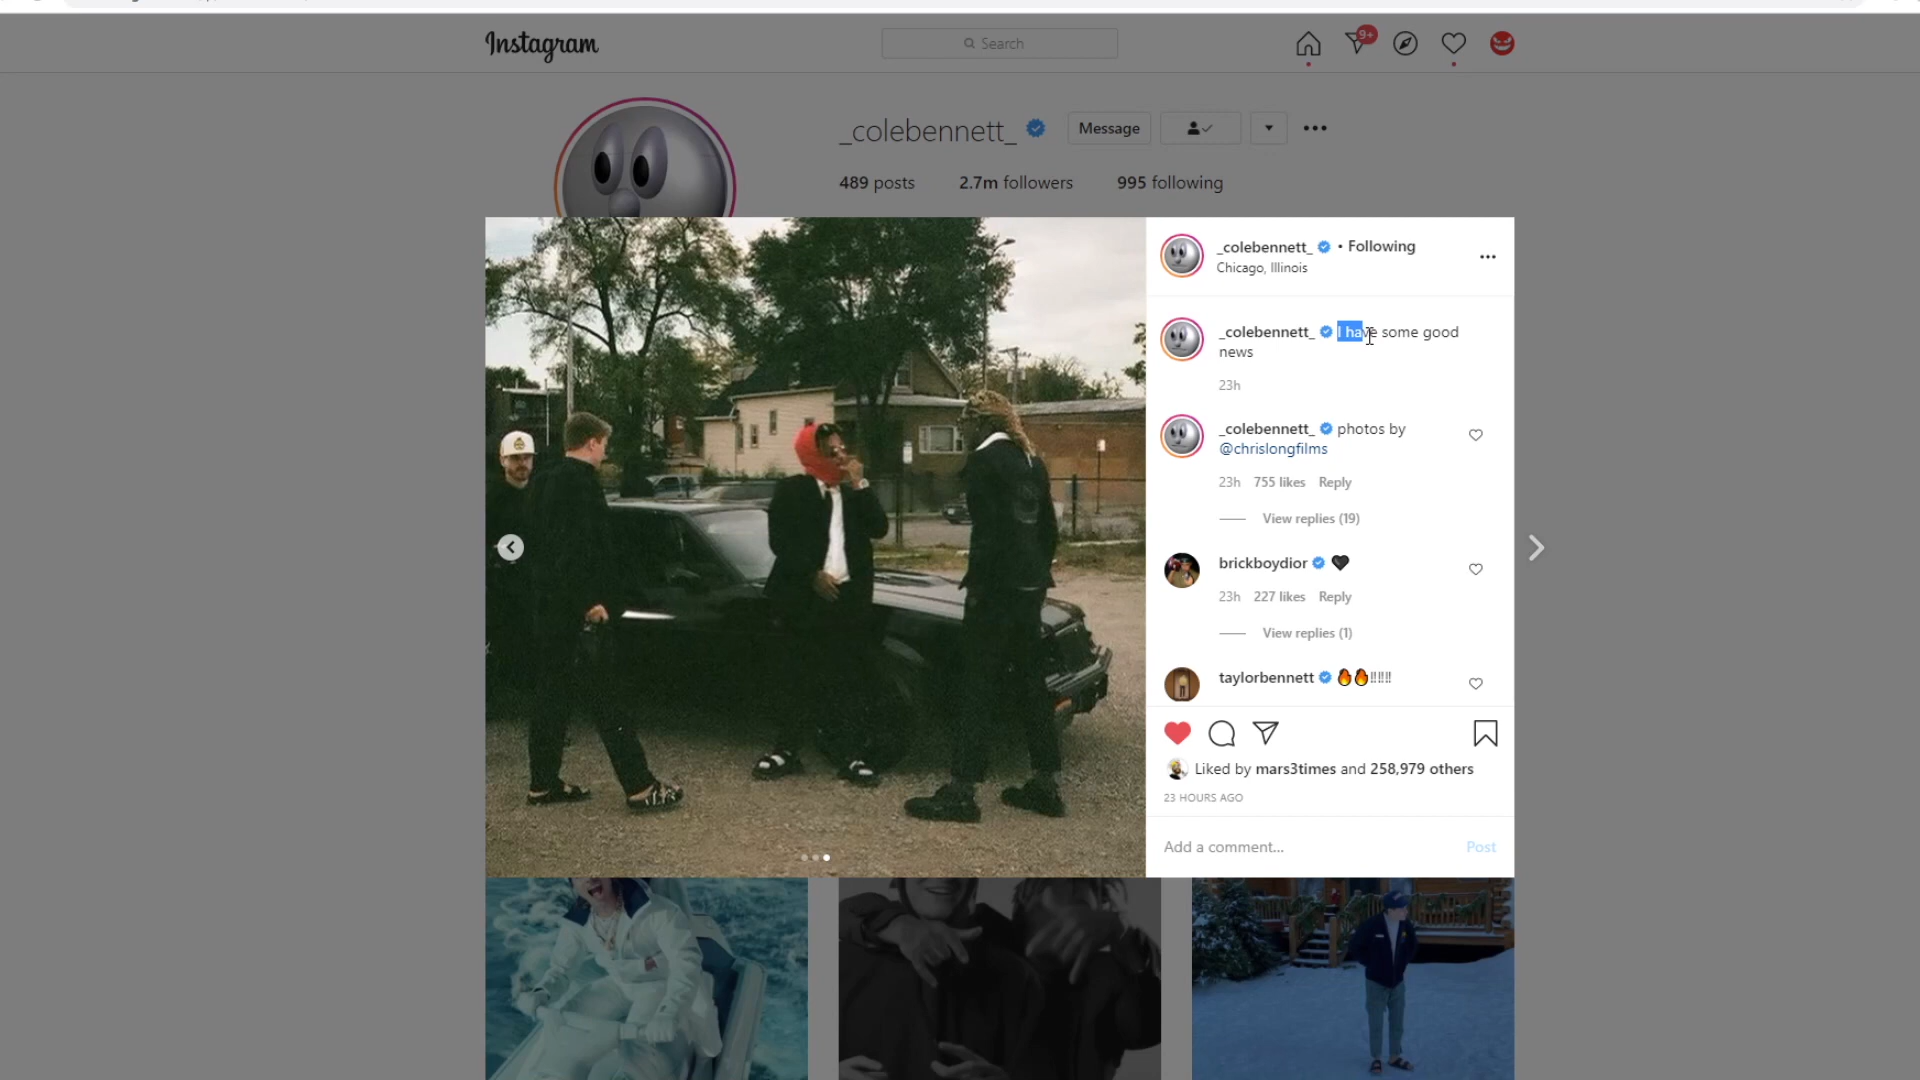 Instagram
Search
9+
_colebennett_
Message
489 posts 2.7m followers 995 following
_colebennett_ • Following
Chicago, Illinois
_colebennett_ I have some good
news
23h
_colebennett_ photos by
@chrislongfilms
23h 755 likes Reply
View replies (19)
brickboydior 🖤
23h 227 likes Reply
View replies (1)
taylorbennett 🔥🔥!!!!!!
Liked by mars3times and 258,979 others
23 HOURS AGO
Add a comment... Post